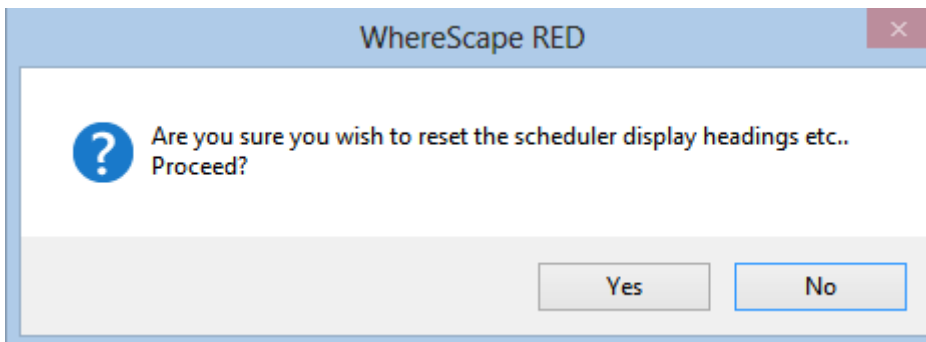 WhereScape RED
Are you sure you wish to reset the scheduler display headings etc..
Proceed?
Yes
No